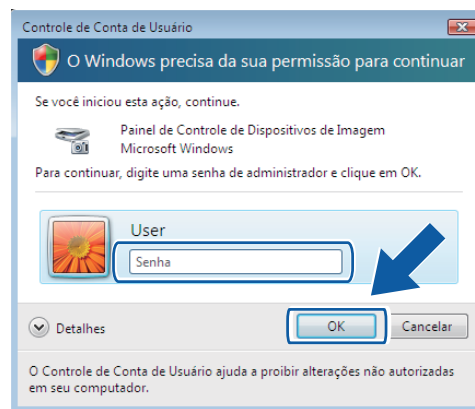 Controle de Conta de Usuário
O Windows precisa da sua permissão para continuar
Se você iniciou esta ação, continue.
Painel de Controle de Dispositivos de Imagem
Microsoft Windows
Para continuar, digite uma senha de administrador e clique em OK.
User
Senha
Detalhes
OK
Cancelar
O Controle de Conta de Usuário ajuda a proibir alterações não autorizadas
em seu computador.